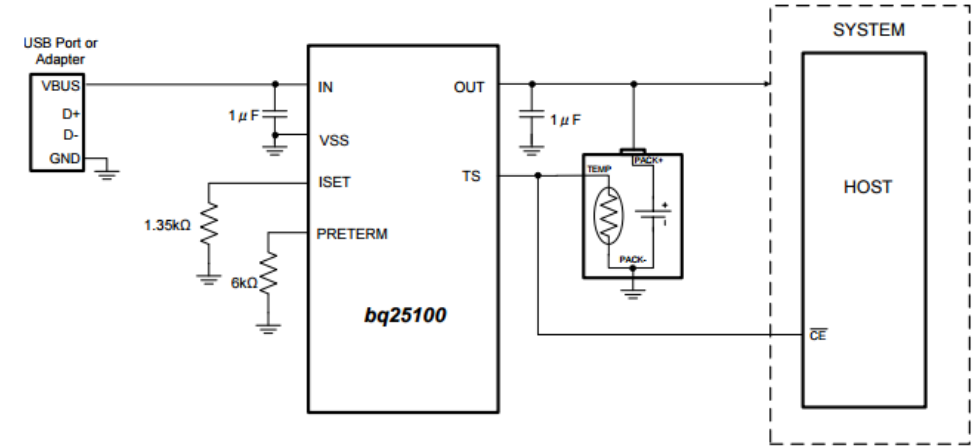 SYSTEM
USB Port or
Adapter
VBUS
D+
D-
GND
1 μ F
IN
VSS
ISET
PRETERM
1.35kΩ
6kΩ
bq25100
OUT
TS
1 μ F
PACK+
TEMP
+
-
PACK-
HOST
CE